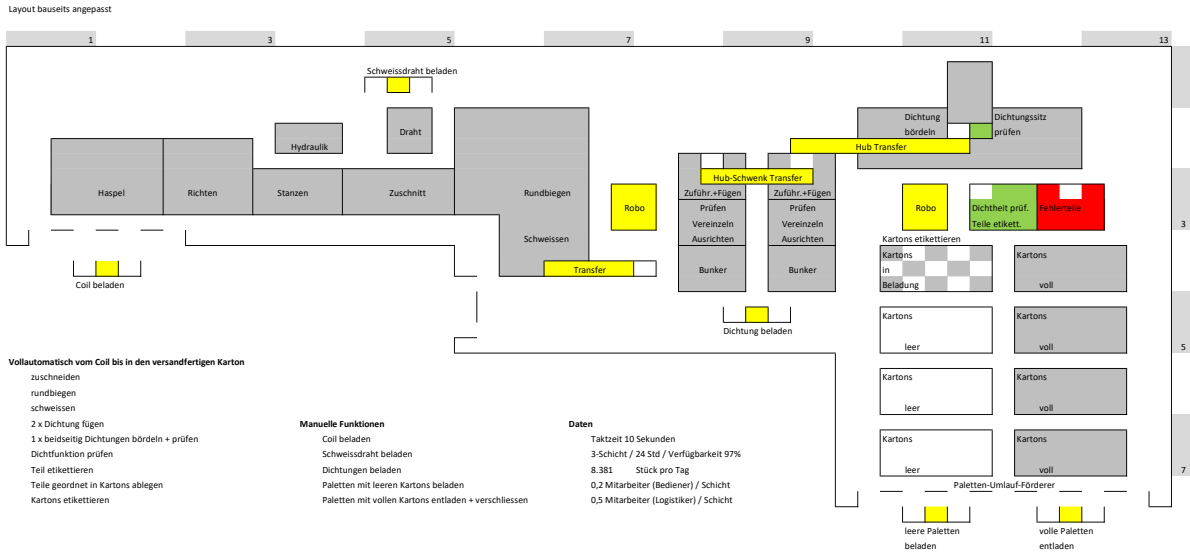 Layout bauseits angepasst
1 3 5 7 9 11 13
Schweissdraht beladen
Dichtung
bördeln
Dichtungssitz
prüfen
Draht
Hydraulik
Hub Transfer
Hub-Schwenk Transfer
Haspel
Richten
Stanzen
Zuschnitt
Rundbiegen
Zuführ.+Fügen
Zuführ.+Fügen
Robo
Prüfen
Prüfen
Robo
Dichtheit prüf.
Fehlerteile
Vereinzeln
Vereinzeln
Teile etikett.
3
Schweissen
Ausrichten
Ausrichten
Kartons etikettieren
Kartons
in
Beladung
Kartons
voll
Transfer
Bunker
Bunker
Coil beladen
Dichtung beladen
Kartons
leer
Kartons
voll
5
Vollautomatisch vom Coil bis in den versandfertigen Karton
zuschneiden
rundbiegen
schweissen
2 x Dichtung fügen
1 x beidseitig Dichtungen bördeln + prüfen
Dichtfunktion prüfen
Teil etikettieren
Teile geordnet in Kartons ablegen
Kartons etikettieren
Manuelle Funktionen
Coil beladen
Schweissdraht beladen
Dichtungen beladen
Paletten mit leeren Kartons beladen
Paletten mit vollen Kartons entladen + verschliessen
Daten
Taktzeit 10 Sekunden
3-Schicht / 24 Std / Verfügbarkeit 97%
8.381 Stück pro Tag
0,2 Mitarbeiter (Bediener) / Schicht
0,5 Mitarbeiter (Logistiker) / Schicht
Kartons
leer
Kartons
voll
Kartons
leer
Kartons
voll
7
Paletten-Umlauf-Förderer
leere Paletten
beladen
volle Paletten
entladen